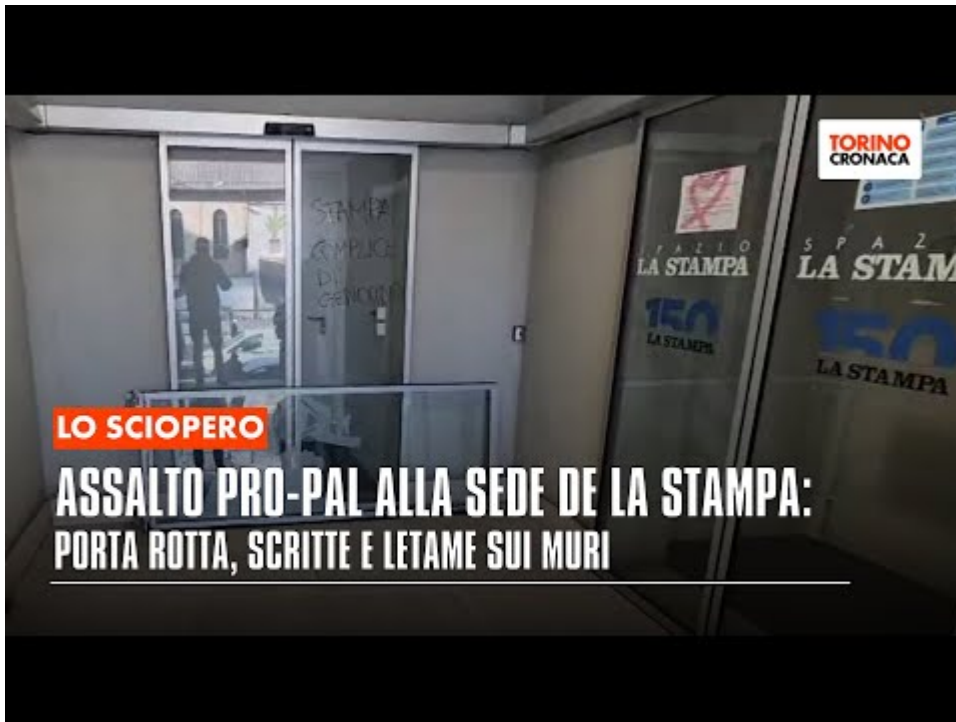 TORINO
CRONACA
STAMPA
COMPLICE
DI
GENOCIDIO
SPAZIO
LA STAMPA
150
LA STAMPA
SPAZ
LA STAM
150
LA STAMPA
LO SCIOPERO
ASSALTO PRO-PAL ALLA SEDE DE LA STAMPA:
PORTA ROTTA, SCRITTE E LETAME SUI MURI